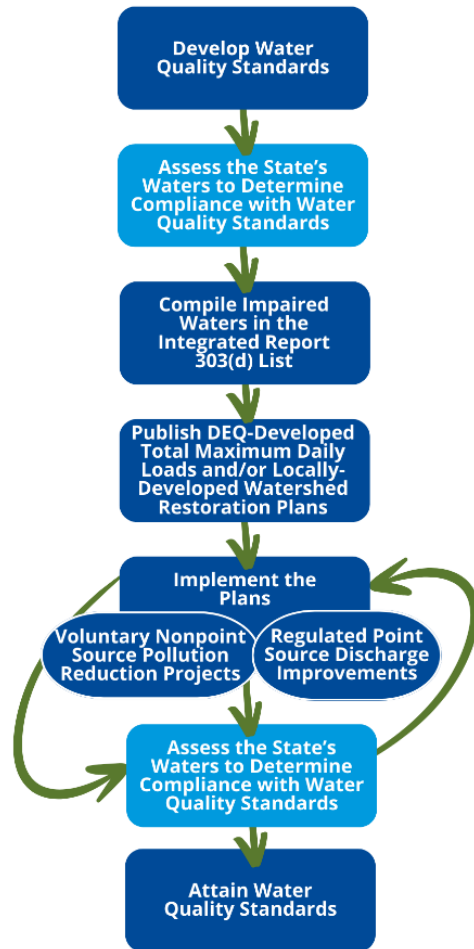 Develop Water
Quality Standards
Assess the State's
Waters to Determine
Compliance with Water
Quality Standards
Compile Impaired
Waters in the
Integrated Report
303(d) List
Publish DEQ-Developed
Total Maximum Daily
Loads and/or Locally-
Developed Watershed
Restoration Plans
Implement the
Plans
Voluntary Nonpoint
Source Pollution
Reduction Projects
Regulated Point
Source Discharge
Improvements
Assess the State's
Waters to Determine
Compliance with Water
Quality Standards
Attain Water
Quality Standards